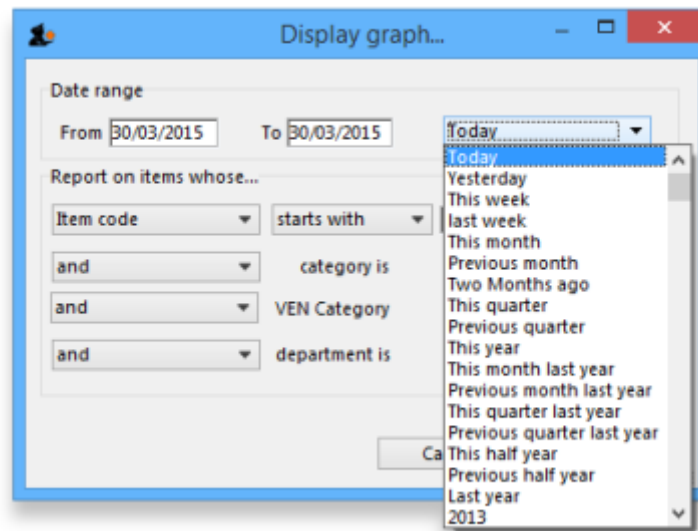 Display graph...
Date range
From 30/03/2015 To 30/03/2015 Today
Today
Yesterday
This week
last week
This month
Previous month
Two Months ago
This quarter
Previous quarter
This year
This month last year
Previous month last year
This quarter last year
Previous quarter last year
This half year
Previous half year
Last year
2013
Report on items whose...
Item code starts with
and category is
and VEN Category
and department is